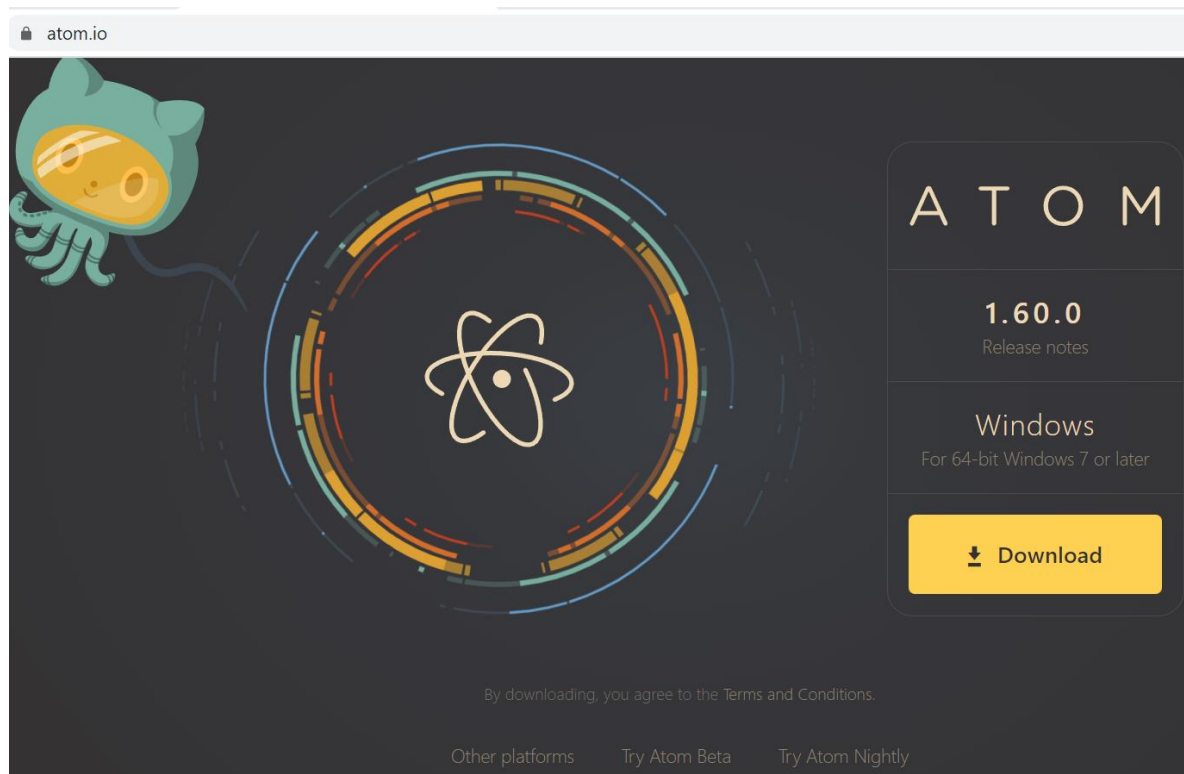 atom.io
ATOM
1.60.0
Release notes
Windows
For 64-bit Windows 7 or later
Download
By downloading, you agree to the Terms and Conditions.
Other platforms Try Atom Beta Try Atom Nightly